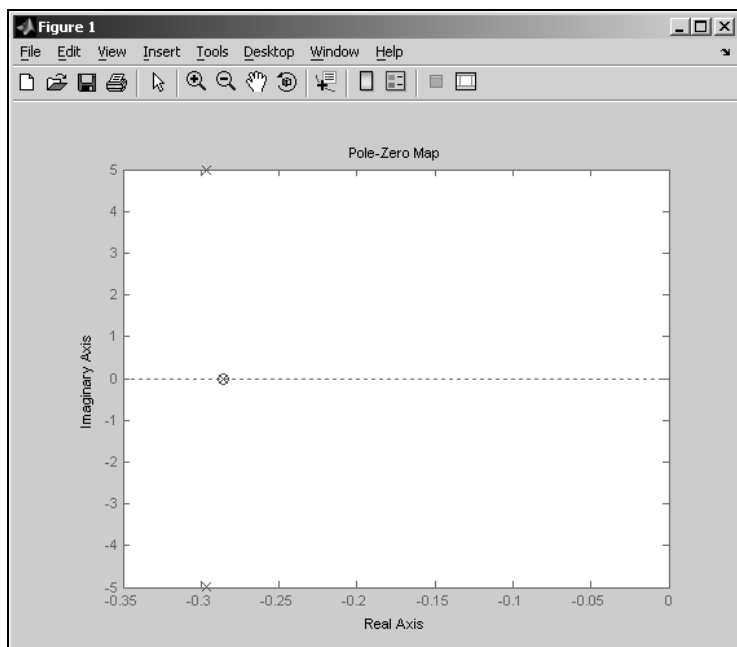 Figure 1
File Edit View Insert Tools Desktop Window Help
Pole-Zero Map
5
4
3
2
1
0
-1
-2
-3
-4
-5
Imaginary Axis
-0.35 -0.3 -0.25 -0.2 -0.15 -0.1 -0.05 0
Real Axis